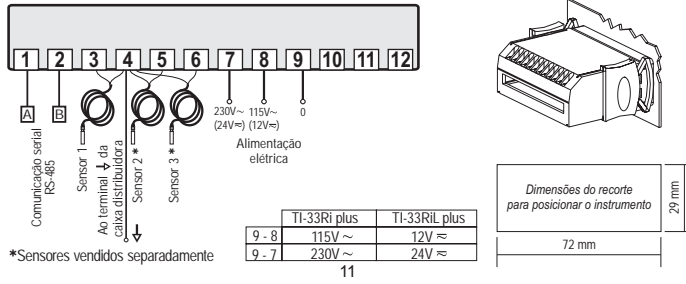 1 2 3 4 5 6 7 8 9 10 11 12
A B
230V~ 115V~ 0
(24V≂) (12V≂)
Alimentação
elétrica
Comunicação serial
RS-485
Sensor 1
Ao terminal ⏚ da
caixa distribuidora
Sensor 2 *
Sensor 3 *
*Sensores vendidos separadamente
TI-33Ri plus TI-33RiL plus
9 - 8 115V ~ 12V ≂
9 - 7 230V ~ 24V ≂
11
Dimensões do recorte
para posicionar o instrumento
29 mm
72 mm